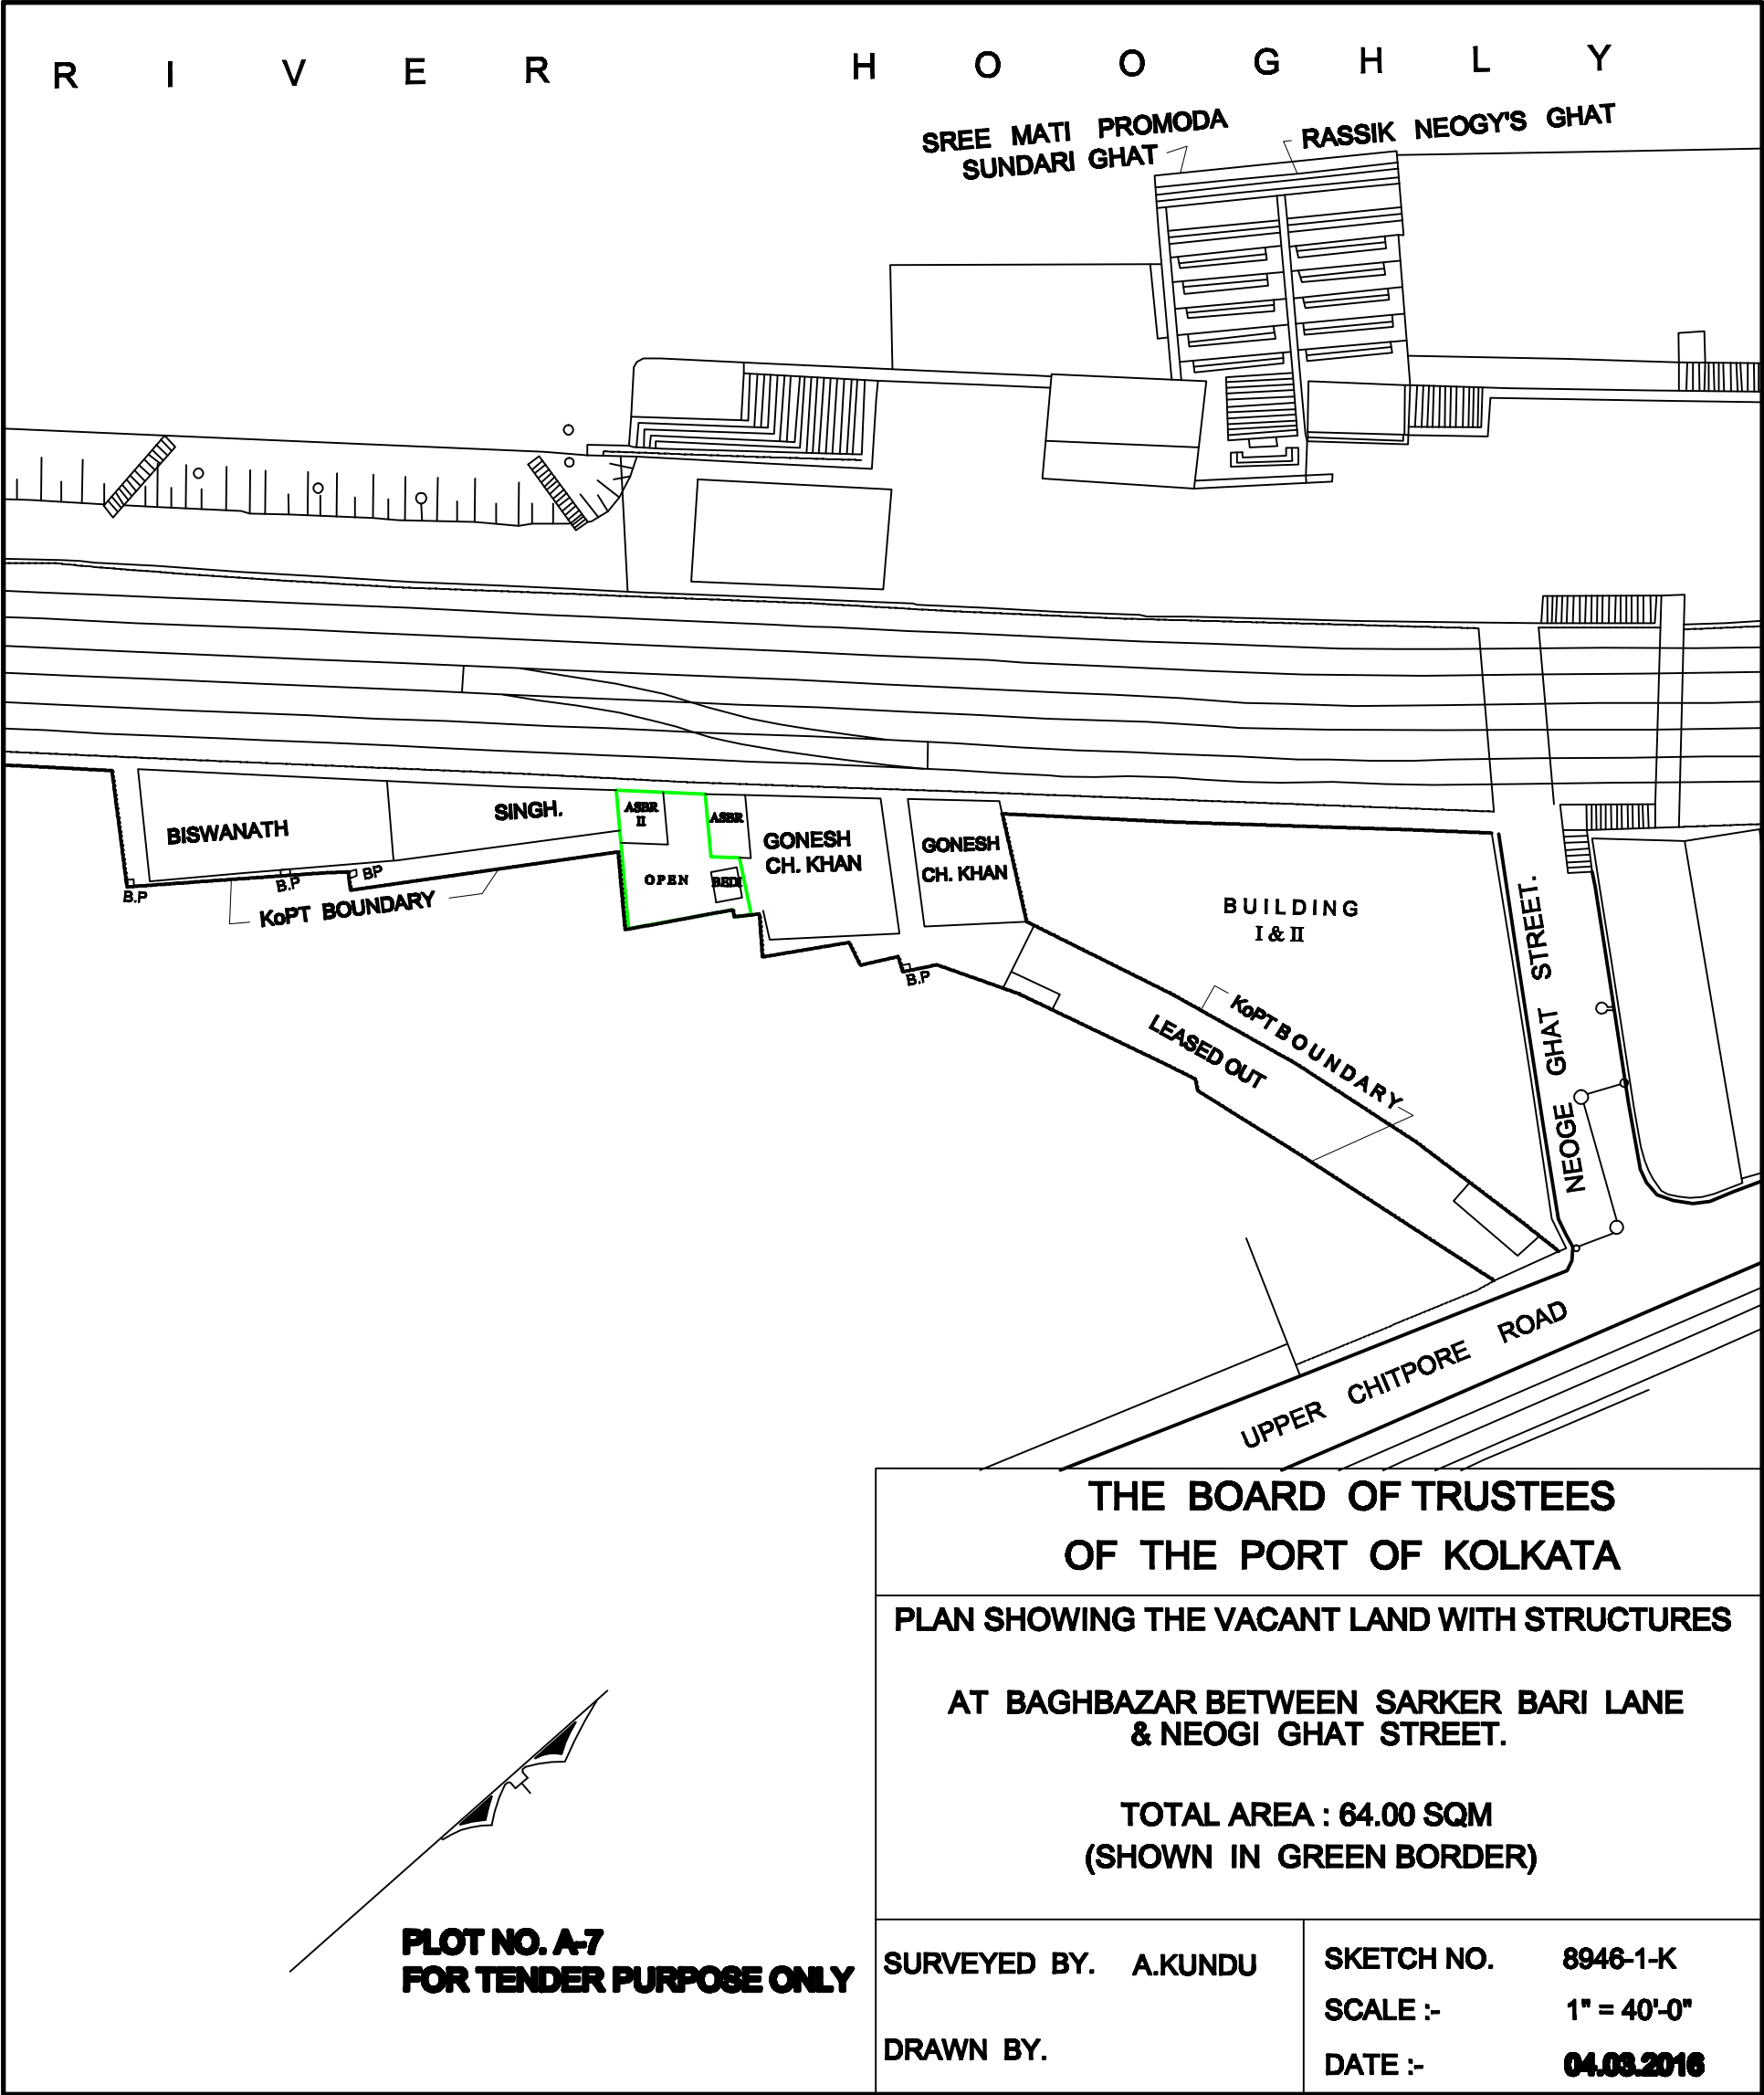 RIVER HOOGHLY
SREE MATI PROMODA
SUNDARI GHAT
RASSIK NEOGY'S GHAT
BISWANATH
SINGH.
ASBR
II
ASBR
OPEN
BEDI
GONESH
CH. KHAN
GONESH
CH. KHAN
B.P
B.P
BP
KoPT BOUNDARY
B.P
BUILDING
I & II
KoPT BOUNDARY
LEASED OUT
NEOGE GHAT STREET.
UPPER CHITPORE ROAD
THE BOARD OF TRUSTEES
OF THE PORT OF KOLKATA
PLAN SHOWING THE VACANT LAND WITH STRUCTURES
AT BAGHBAZAR BETWEEN SARKER BARI LANE
& NEOGI GHAT STREET.
TOTAL AREA : 64.00 SQM
(SHOWN IN GREEN BORDER)
PLOT NO. A-7
FOR TENDER PURPOSE ONLY
SURVEYED BY. A.KUNDU
DRAWN BY.
SKETCH NO. 8946-1-K
SCALE :- 1" = 40'-0"
DATE :- 04.03.2016